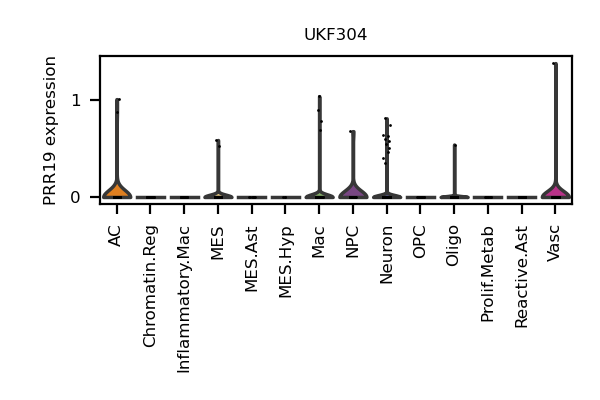 UKF304
PRR19 expression
1
0
AC
Chromatin.Reg
Inflammatory.Mac
MES
MES.Ast
MES.Hyp
Mac
NPC
Neuron
OPC
Oligo
Prolif.Metab
Reactive.Ast
Vasc